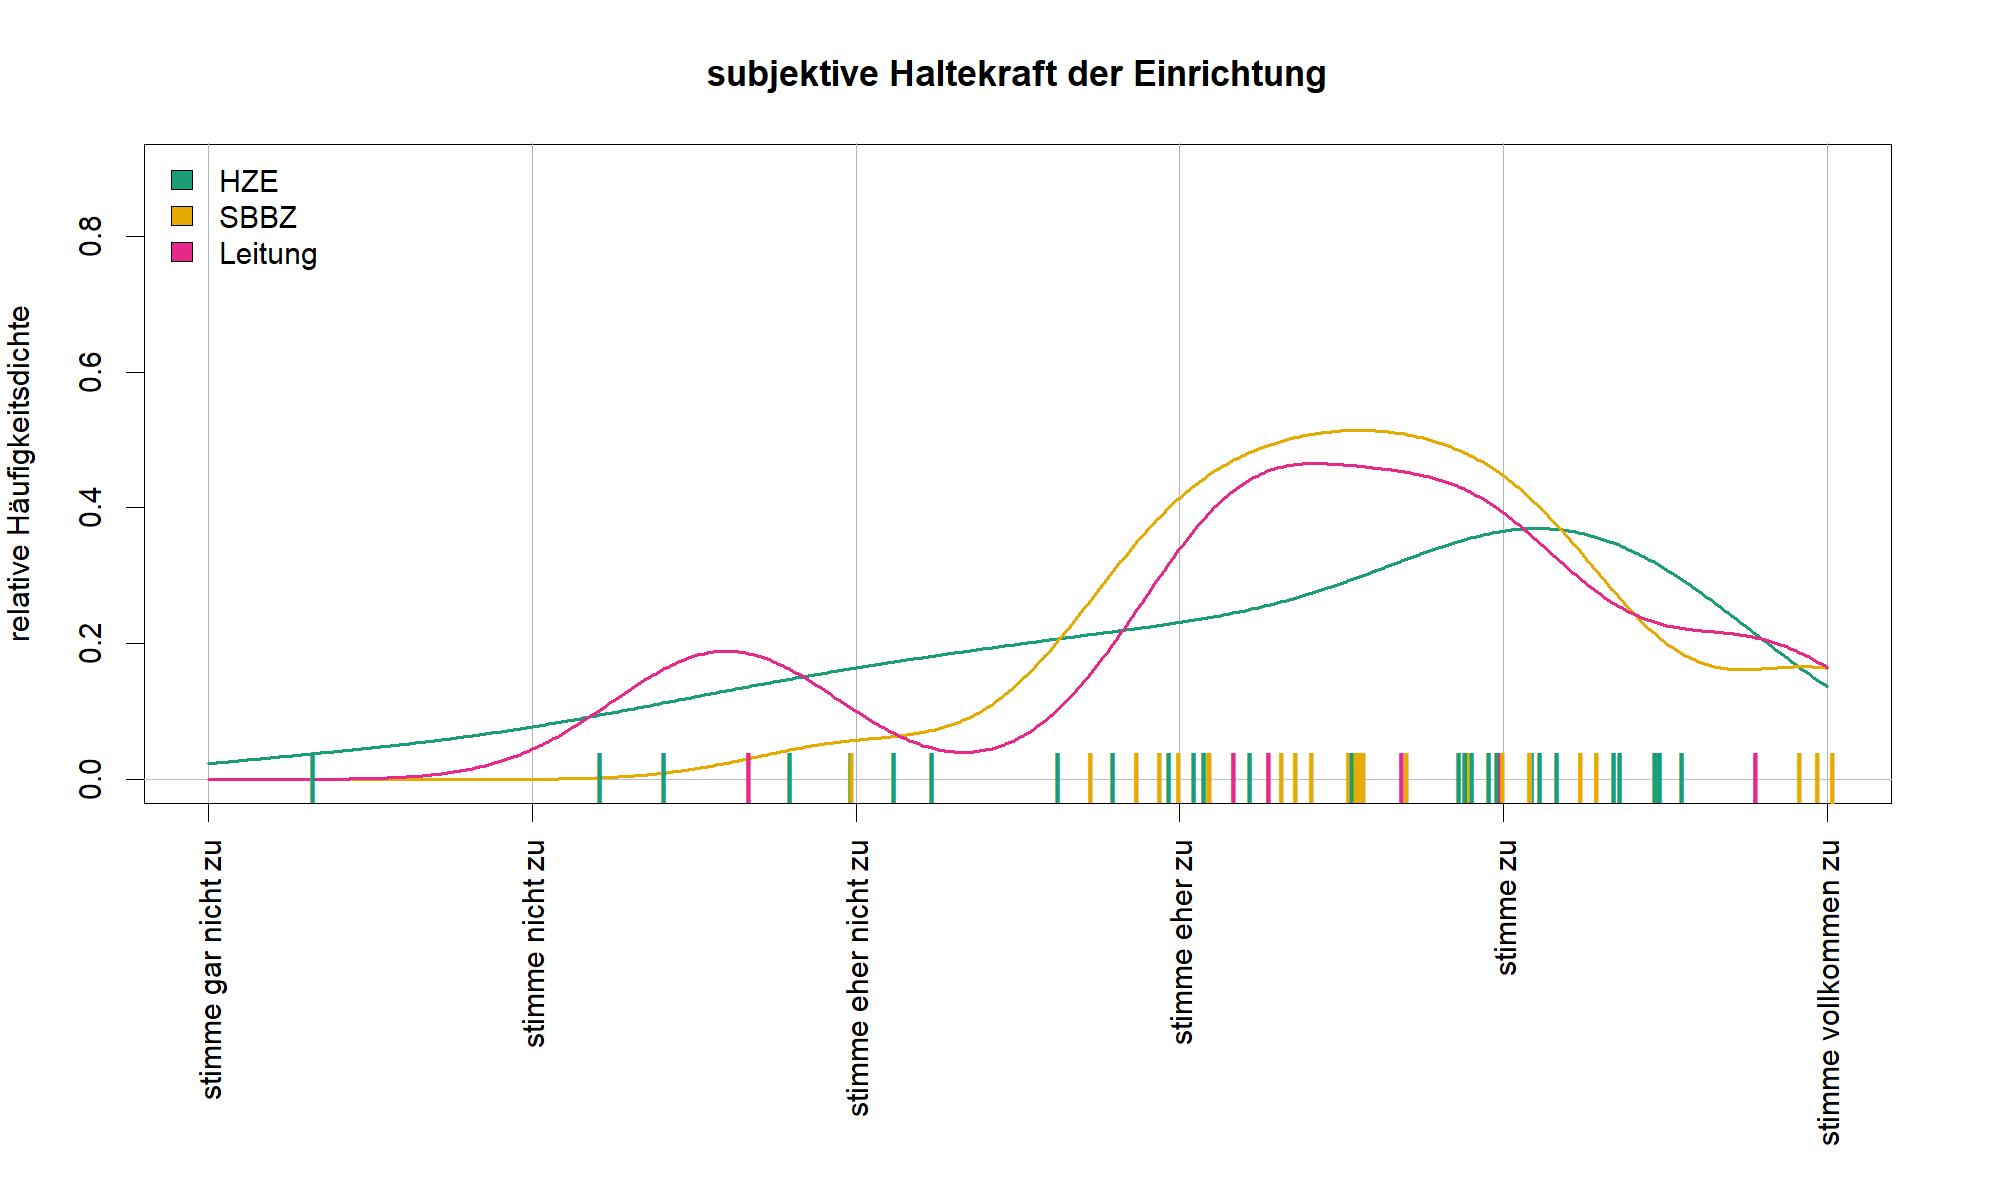 subjektive Haltekraft der Einrichtung
HZE
SBBZ
Leitung
relative Häufigkeitsdichte
0.8
0.6
0.4
0.2
0.0
stimme gar nicht zu
stimme nicht zu
stimme eher nicht zu
stimme eher zu
stimme zu
stimme vollkommen zu